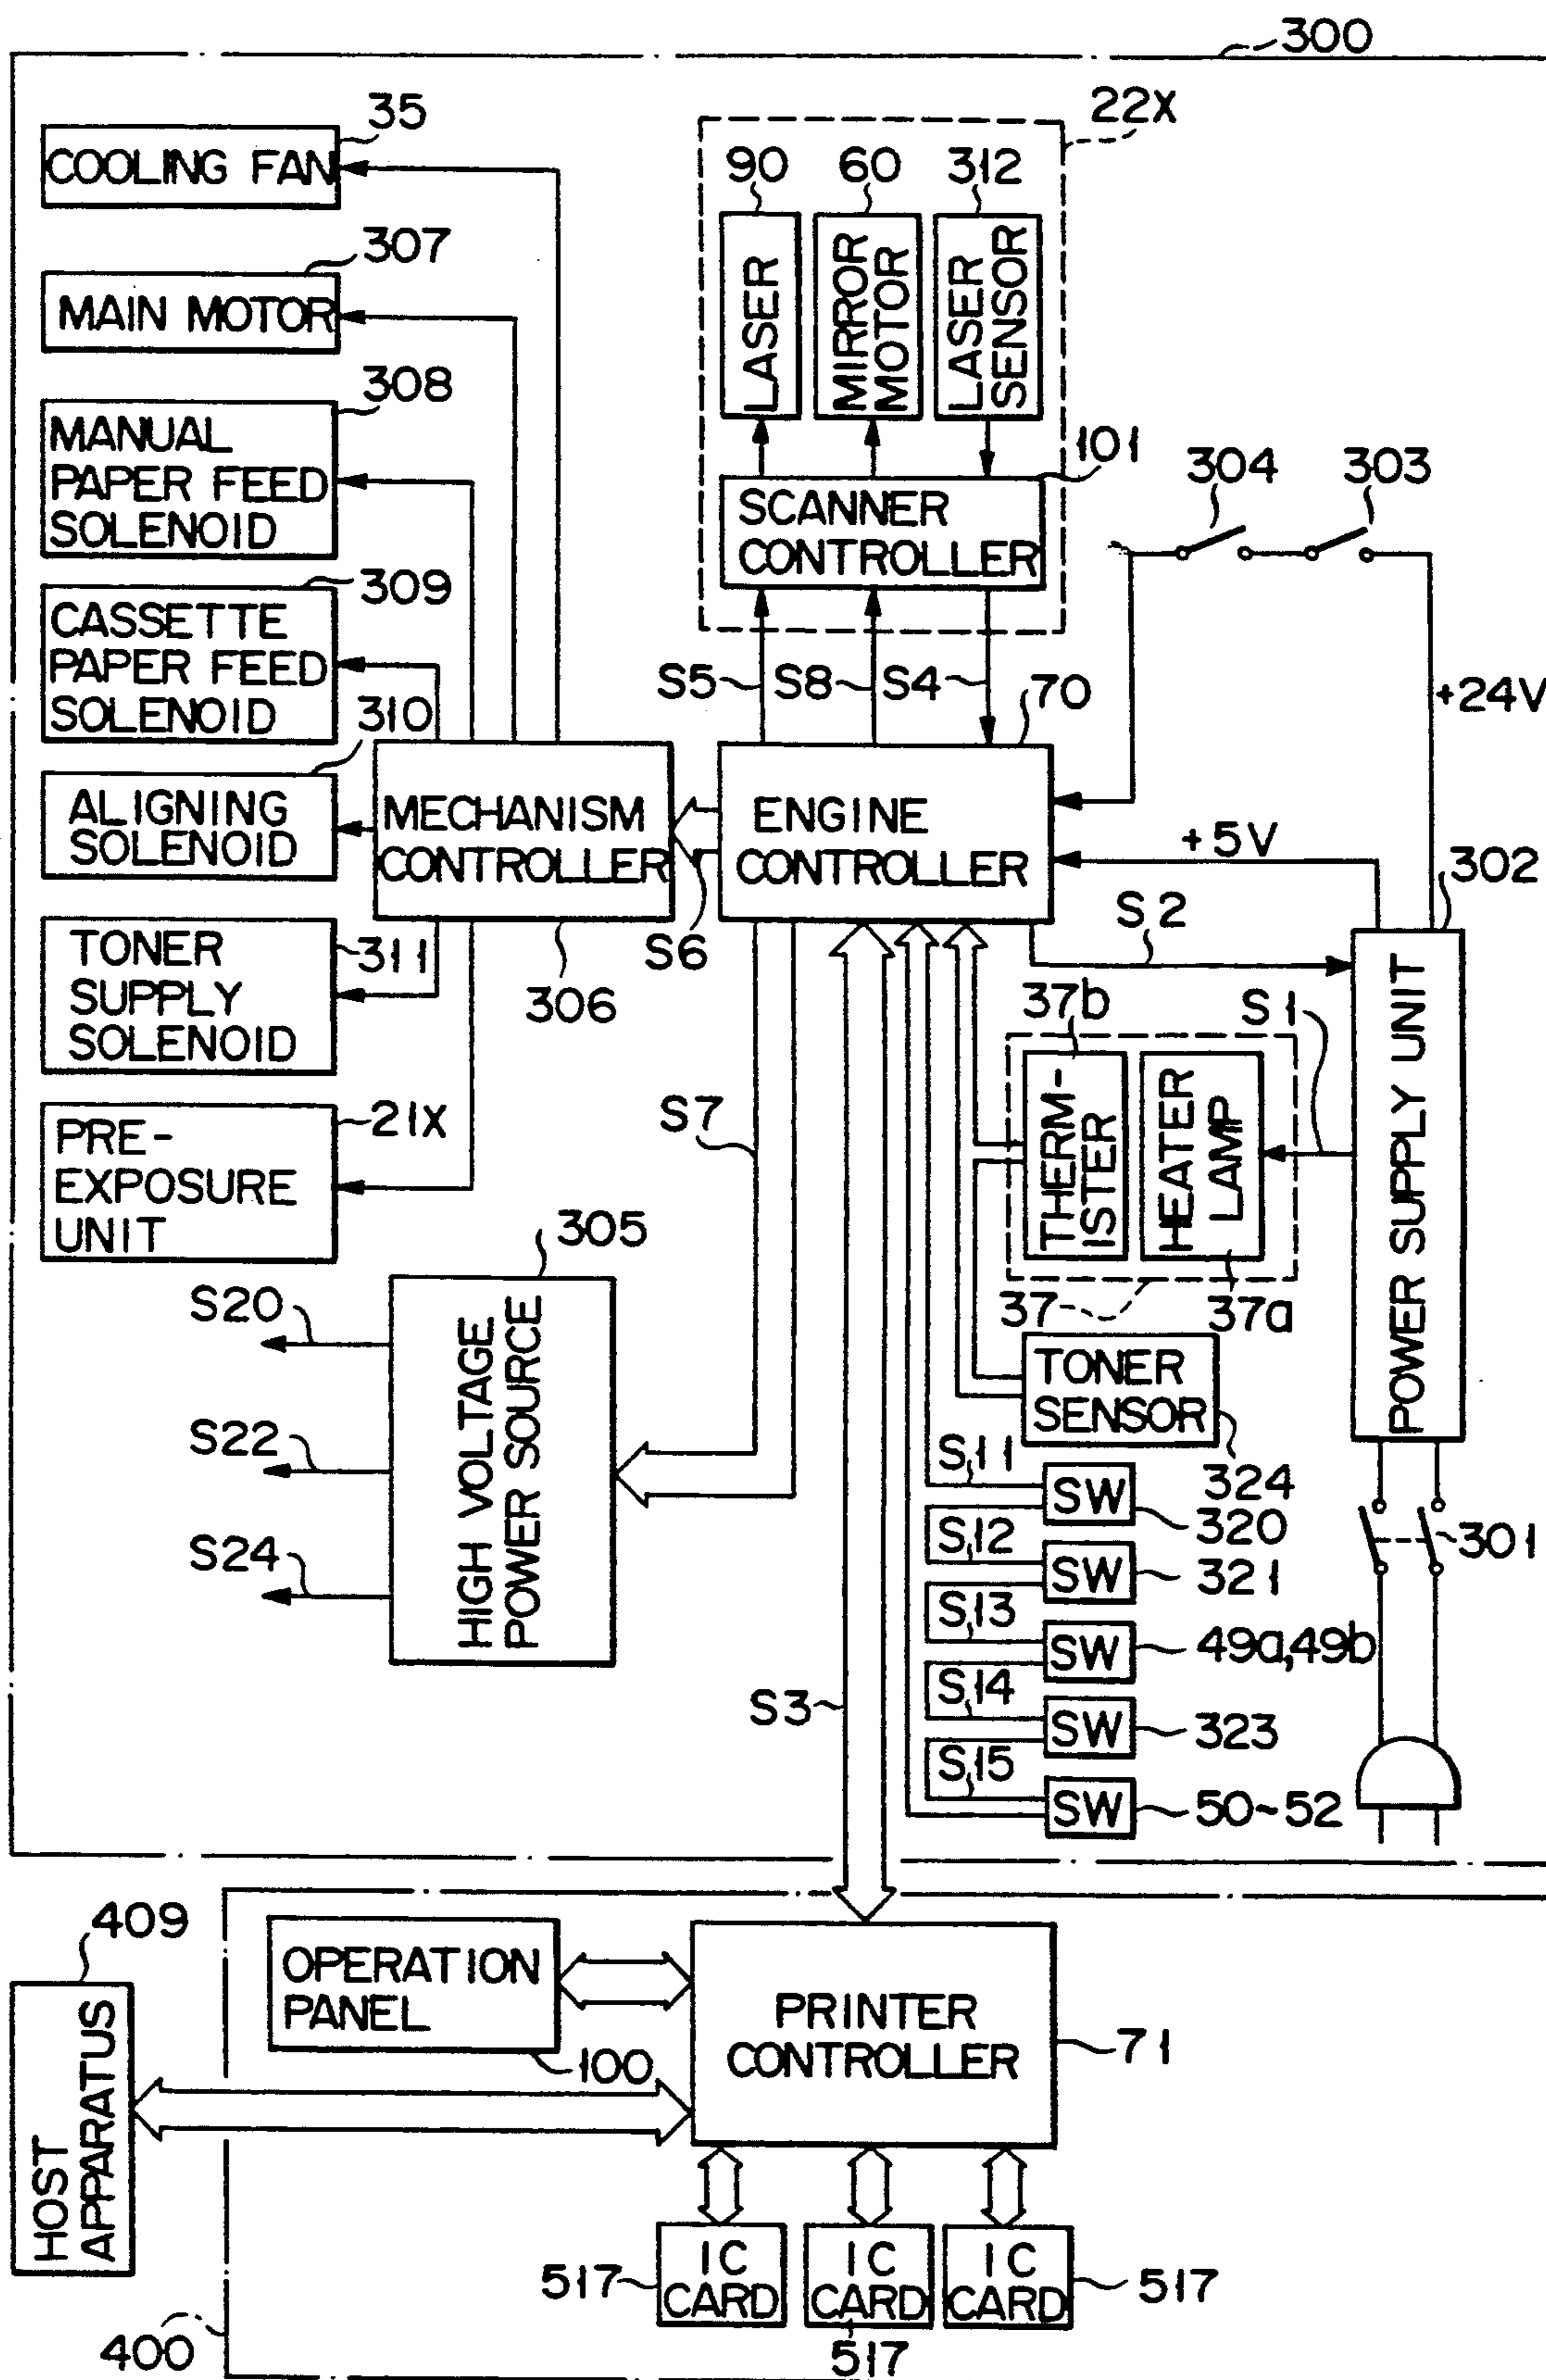 300
35
COOLING FAN
307
MAIN MOTOR
308
MANUAL
PAPER FEED
SOLENOID
309
CASSETTE
PAPER FEED
SOLENOID
310
ALIGNING
SOLENOID
311
TONER
SUPPLY
SOLENOID
21X
PRE-
EXPOSURE
UNIT
22X
90
60
312
LASER
MIRROR
MOTOR
LASER
SENSOR
101
SCANNER
CONTROLLER
304
303
S5
S8
S4
70
+24V
MECHANISM
CONTROLLER
306
S6
ENGINE
CONTROLLER
+5V
302
S2
S1
POWER SUPPLY UNIT
37b
THERM-
ISTER
HEATER
LAMP
37
37a
S7
305
HIGH VOLTAGE
POWER SOURCE
S20
S22
S24
TONER
SENSOR
324
S11
SW
320
S12
SW
321
S13
SW
49a,49b
S14
SW
323
S15
SW
50~52
301
S3
409
HOST
APPARATUS
OPERATION
PANEL
100
PRINTER
CONTROLLER
71
517
IC
CARD
IC
CARD
517
IC
CARD
517
400